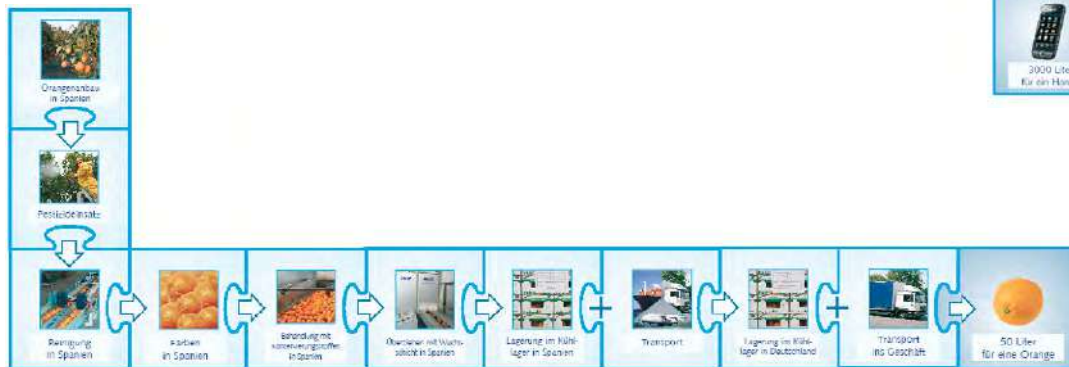 3000 Lite
für ein Han
Orangenanbau
in Spanien
Pestizideinsatz
Reinigung
in Spanien
Färben
in Spanien
Behandlung mit
Konservierungsstoffen
in Spanien
Überziehen mit Wachs-
schicht in Spanien
Lagerung im Kühl-
lager in Spanien
Transport
Lagerung im Kühl-
lager in Deutschland
Transport
ins Geschäft
50 Liter
für eine Orange